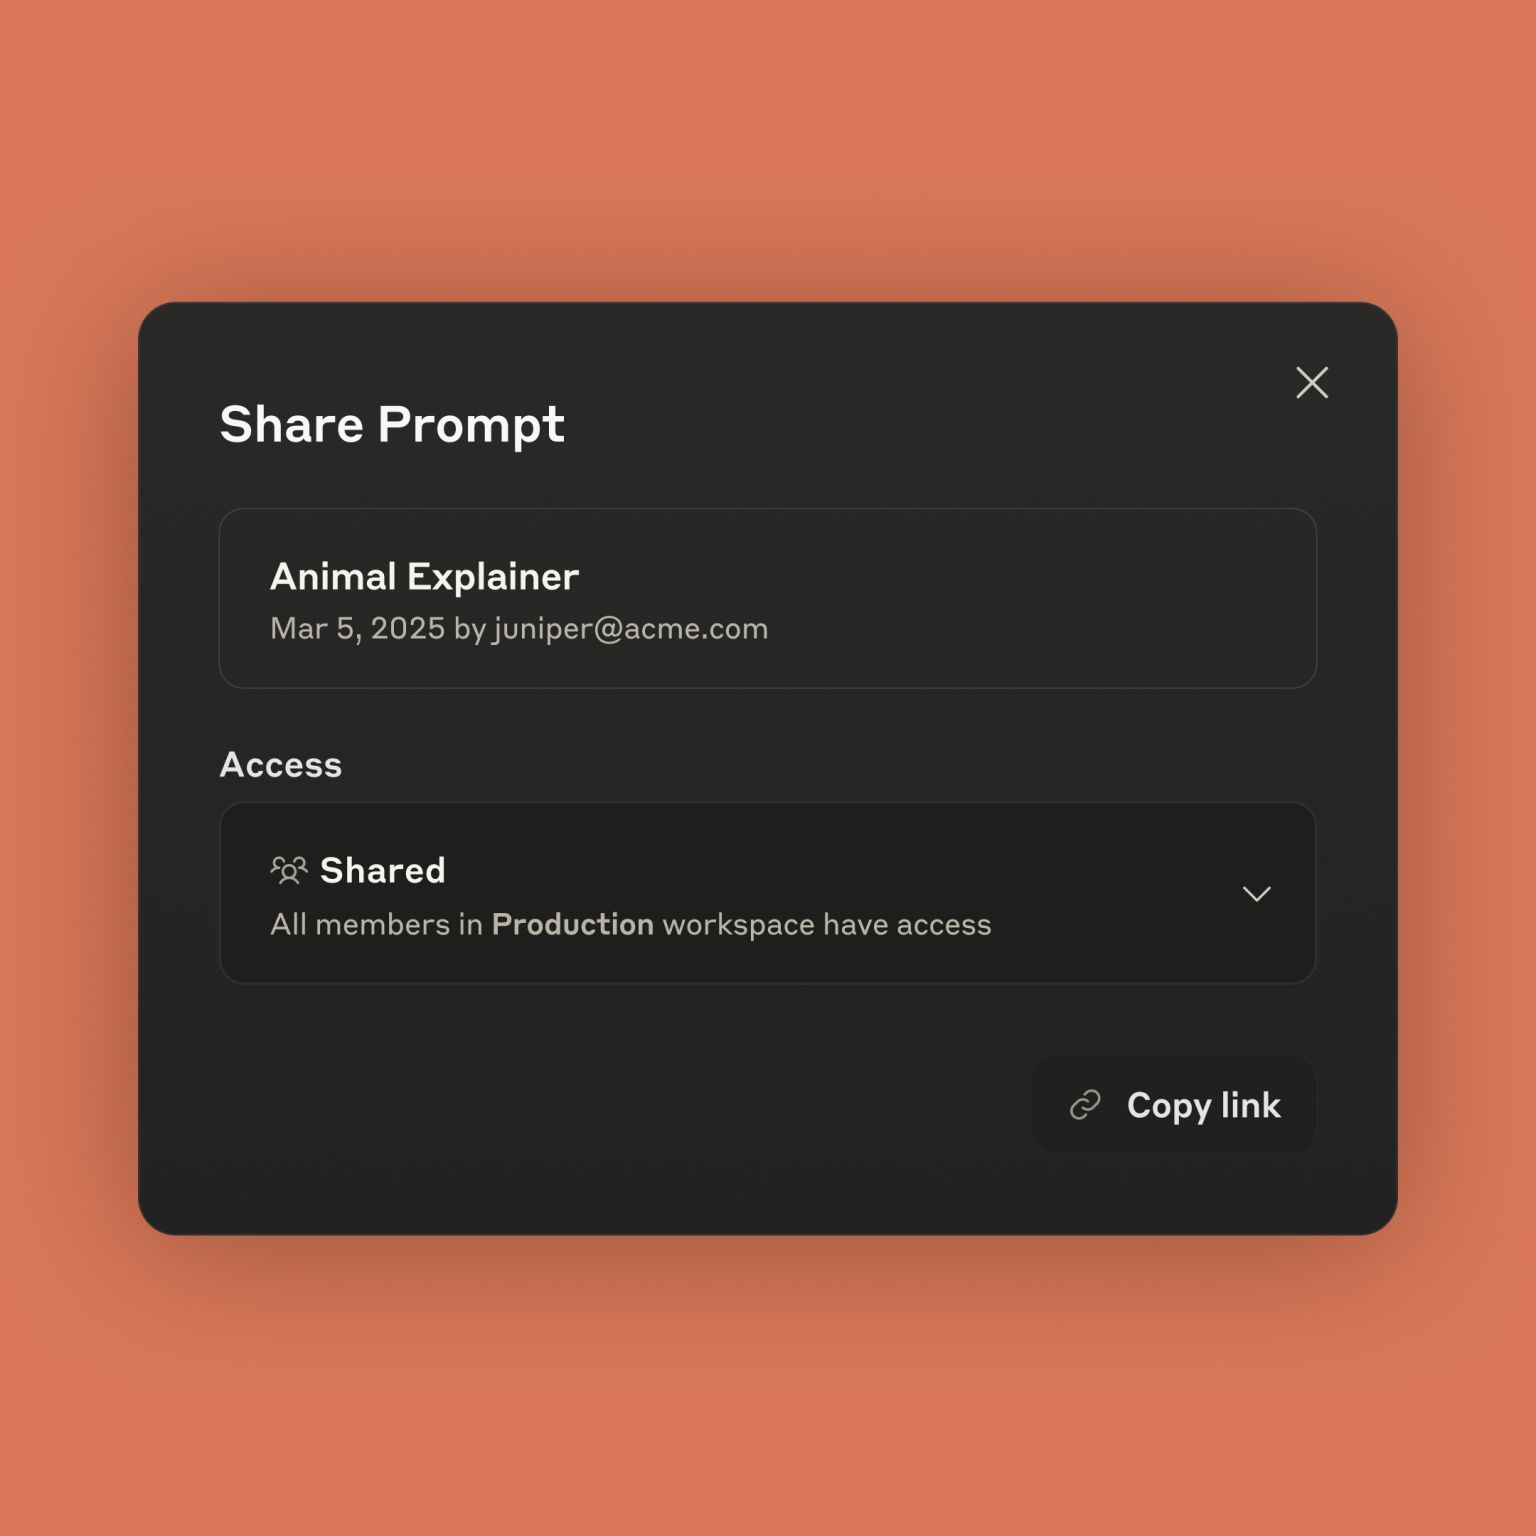 Share Prompt
Animal Explainer
Mar 5, 2025 by juniper@acme.com
Access
Shared
All members in Production workspace have access
Copy link